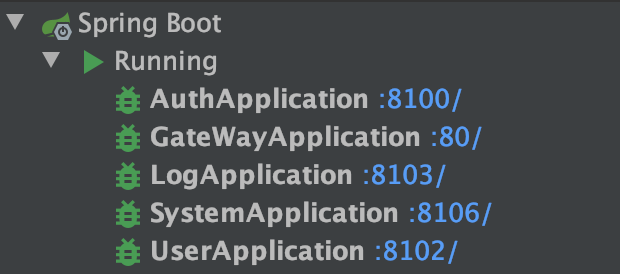 Spring Boot
Running
AuthApplication :8100/
GateWayApplication :80/
LogApplication :8103/
SystemApplication :8106/
UserApplication :8102/